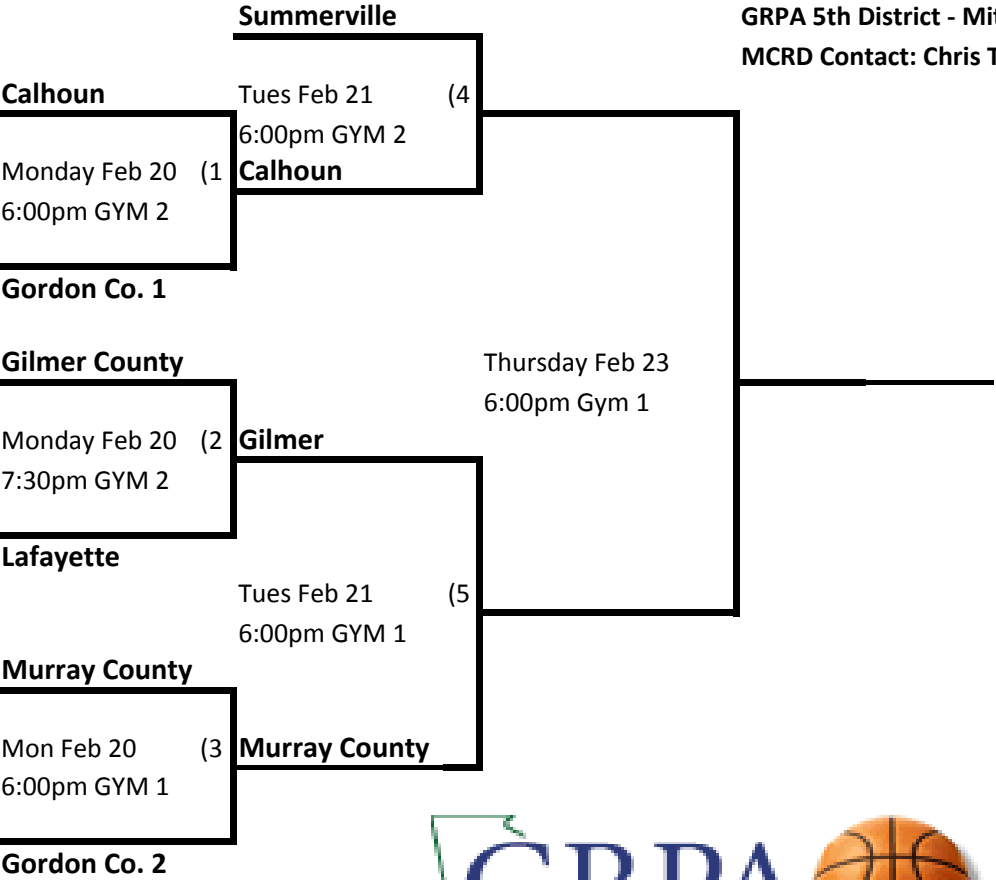 Summerville
GRPA 5th District -
MCRD Contact: Chris
Calhoun
Tues Feb 21 (4
6:00pm GYM 2
Monday Feb 20 (1
Calhoun
6:00pm GYM 2
Gordon Co. 1
Gilmer County
Thursday Feb 23
6:00pm Gym 1
Monday Feb 20 (2
Gilmer
7:30pm GYM 2
Lafayette
Tues Feb 21 (5
6:00pm GYM 1
Murray County
Mon Feb 20 (3
Murray County
6:00pm GYM 1
Gordon Co. 2
GRPA